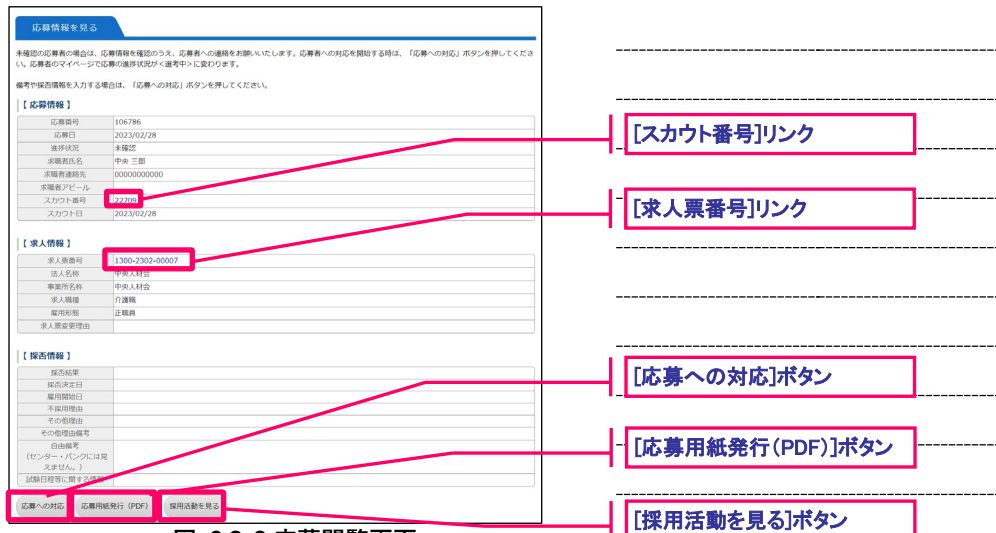 応募情報を見る
未確認の応募者の場合は、応募情報を確認のうえ、応募者への連絡をお願いいたします。応募者への対応を開始する時は、「応募への対応」ボタンを押してくださ
い。応募者のマイページで応募の進捗状況が<選考中>に変わります。
備考や採否情報を入力する場合は、「応募への対応」ボタンを押してください。
【 応募情報 】
応募番号 106786
応募日 2023/02/28
進捗状況 未確認
求職者氏名 中央 三郎
求職者連絡先 00000000000
求職者アピール
スカウト番号 22709
スカウト日 2023/02/28
【 求人情報 】
求人票番号 1300-2302-00007
法人名称 中央人材会
事業所名称 中央人材会
求人職種 介護職
雇用形態 正職員
求人票変更理由
【 採否情報 】
採否結果
採否決定日
雇用開始日
不採用理由
その他理由
その他理由備考
自由備考
(センター・バンクには見
えません。)
試験日程等に関する情報
応募への対応 応募用紙発行 (PDF) 採用活動を見る
[スカウト番号]リンク
[求人票番号]リンク
[応募への対応]ボタン
[応募用紙発行(PDF)]ボタン
[採用活動を見る]ボタン